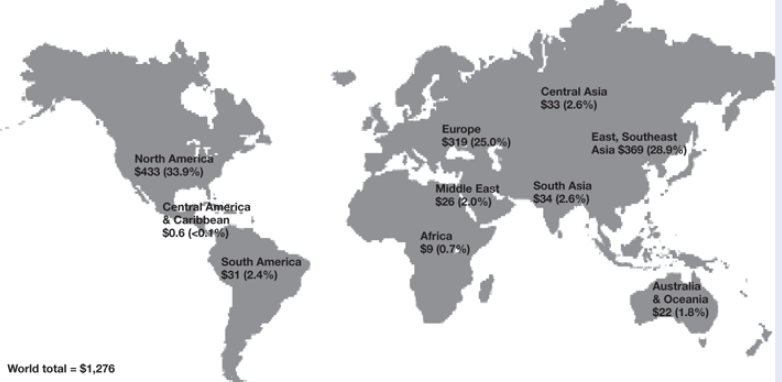 Central Asia
$33 (2.6%)
Europe
$319 (25.0%)
East, Southeast
Asia $369 (28.9%)
North America
$433 (33.9%)
Middle East
$26 (2.0%)
South Asia
$34 (2.6%)
Central America
& Caribbean
$0.6 (<0.1%)
Africa
$9 (0.7%)
South America
$31 (2.4%)
Australia
& Oceania
$22 (1.8%)
World total = $1,276